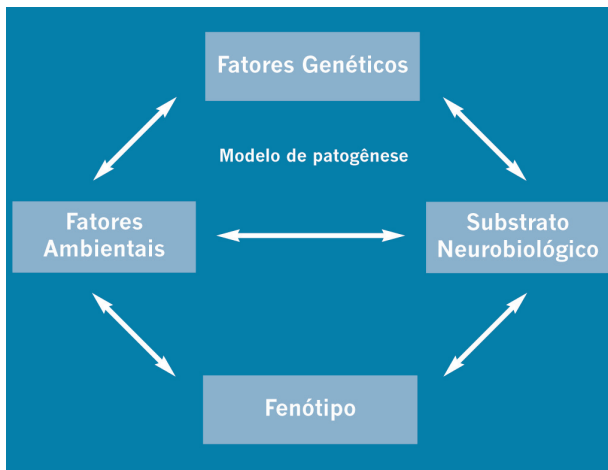 Fatores Genéticos
Modelo de patogênese
Fatores
Ambientais
Substrato
Neurobiológico
Fenótipo